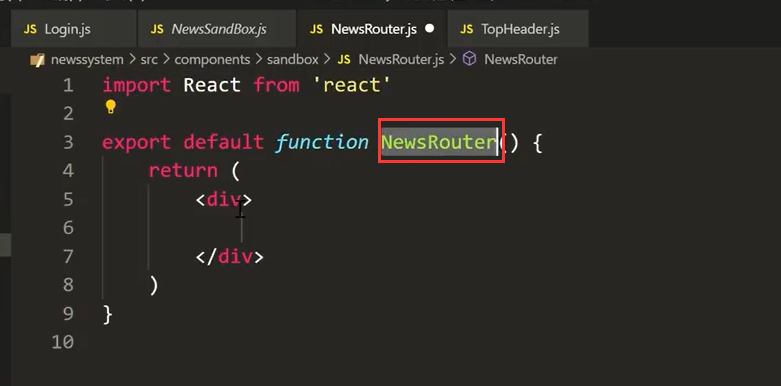 JS Login.js JS NewsSandBox.js JS NewsRouter.js ● JS TopHeader.js
newssystem > src > components > sandbox > JS NewsRouter.js > NewsRouter
1 import React from 'react'
2
3 export default function NewsRouter() {
4 return (
5 <div>
6
7 </div>
8 )
9 }
10